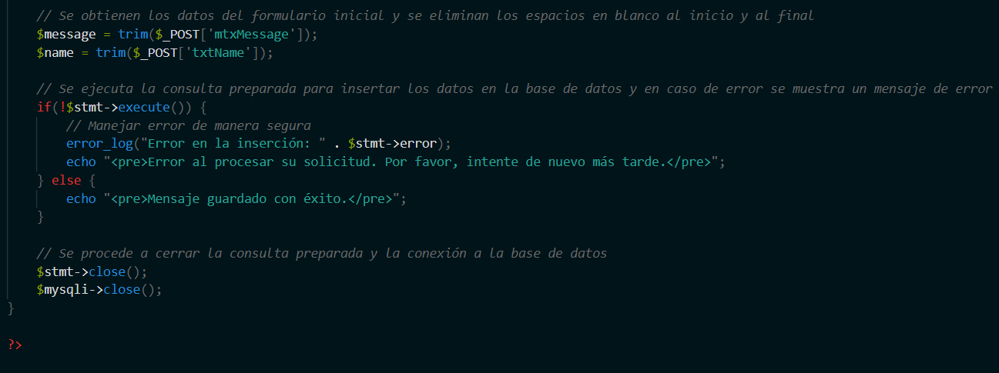 // Se obtienen los datos del formulario inicial y se eliminan los espacios en blanco al inicio y al final
$message = trim($_POST['mtxMessage']);
$name = trim($_POST['txtName']);
// Se ejecuta la consulta preparada para insertar los datos en la base de datos y en caso de error se muestra un mensaje de error
if(!$stmt->execute()) {
// Manejar error de manera segura
error_log("Error en la inserción: " . $stmt->error);
echo "<pre>Error al procesar su solicitud. Por favor, intente de nuevo más tarde.</pre>";
} else {
echo "<pre>Mensaje guardado con éxito.</pre>";
}
// Se procede a cerrar la consulta preparada y la conexión a la base de datos
$stmt->close();
$mysqli->close();
}
?>